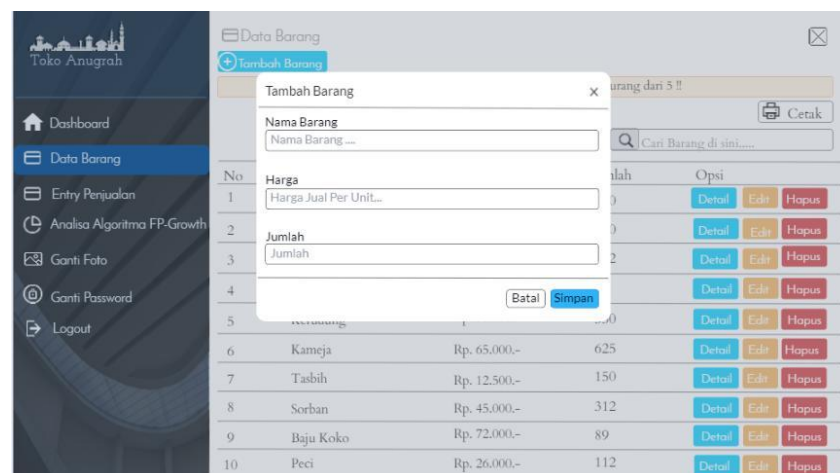 Toko Anugrah
Dashboard
Data Barang
Entry Penjualan
Analisa Algoritma FP-Growth
Ganti Foto
Ganti Password
Logout
Data Barang
Tambah Barang
dari 5 !!
Cetak
Cari Barang di sini......
Tambah Barang
×
Nama Barang
Nama Barang ....
Harga
Harga Jual Per Unit,..
Jumlah
Jumlah
Batal Simpan
No Opsi
1 Detail Edit Hapus
2 Detail Edit Hapus
3 Detail Edit Hapus
4 Detail Edit Hapus
5 Kerudung Detail Edit Hapus
6 Kameja Rp. 65.000,- 625 Detail Edit Hapus
7 Tasbih Rp. 12.500,- 150 Detail Edit Hapus
8 Sorban Rp. 45.000,- 312 Detail Edit Hapus
9 Baju Koko Rp. 72.000,- 89 Detail Edit Hapus
10 Peci Rp. 26.000,- 112 Detail Edit Hapus